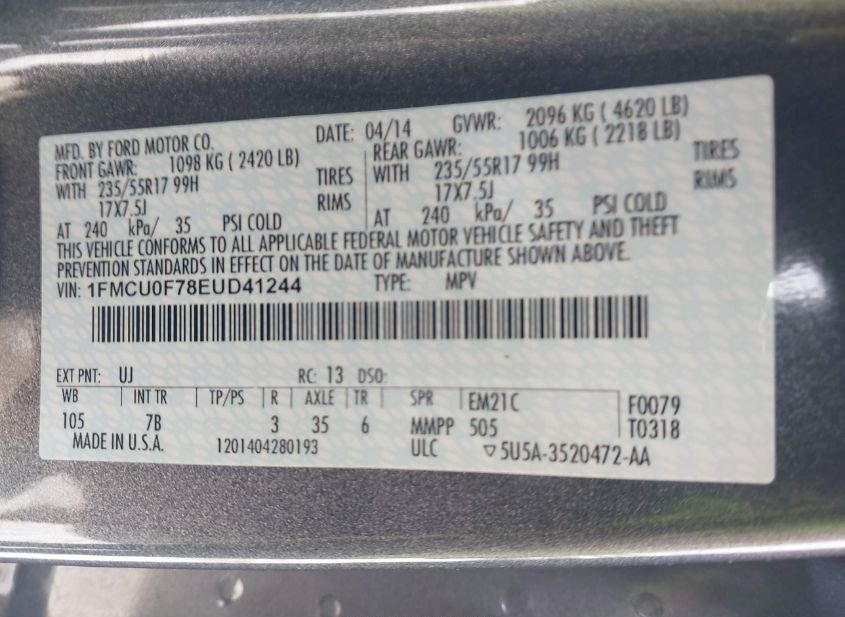 MFD. BY FORD MOTOR CO. DATE: 04/14 GVWR: 2096 KG ( 4620 LB)
FRONT GAWR: 1098 KG ( 2420 LB) REAR GAWR: 1006 KG ( 2218 LB)
WITH 235/55R17 99H TIRES WITH 235/55R17 99H TIRES
17X7.5J RIMS 17X7.5J RIMS
AT 240 kPa/ 35 PSI COLD AT 240 kPa/ 35 PSI COLD
THIS VEHICLE CONFORMS TO ALL APPLICABLE FEDERAL MOTOR VEHICLE SAFETY AND THEFT
PREVENTION STANDARDS IN EFFECT ON THE DATE OF MANUFACTURE SHOWN ABOVE.
VIN: 1FMCU0F78EUD41244 TYPE: MPV
EXT PNT: UJ RC: 13 DSO:
WB INT TR TP/PS R AXLE TR SPR EM21C F0079
105 7B 3 35 6 MMPP 505 T0318
MADE IN U.S.A. 1201404280193 ULC ▽5U5A-3520472-AA